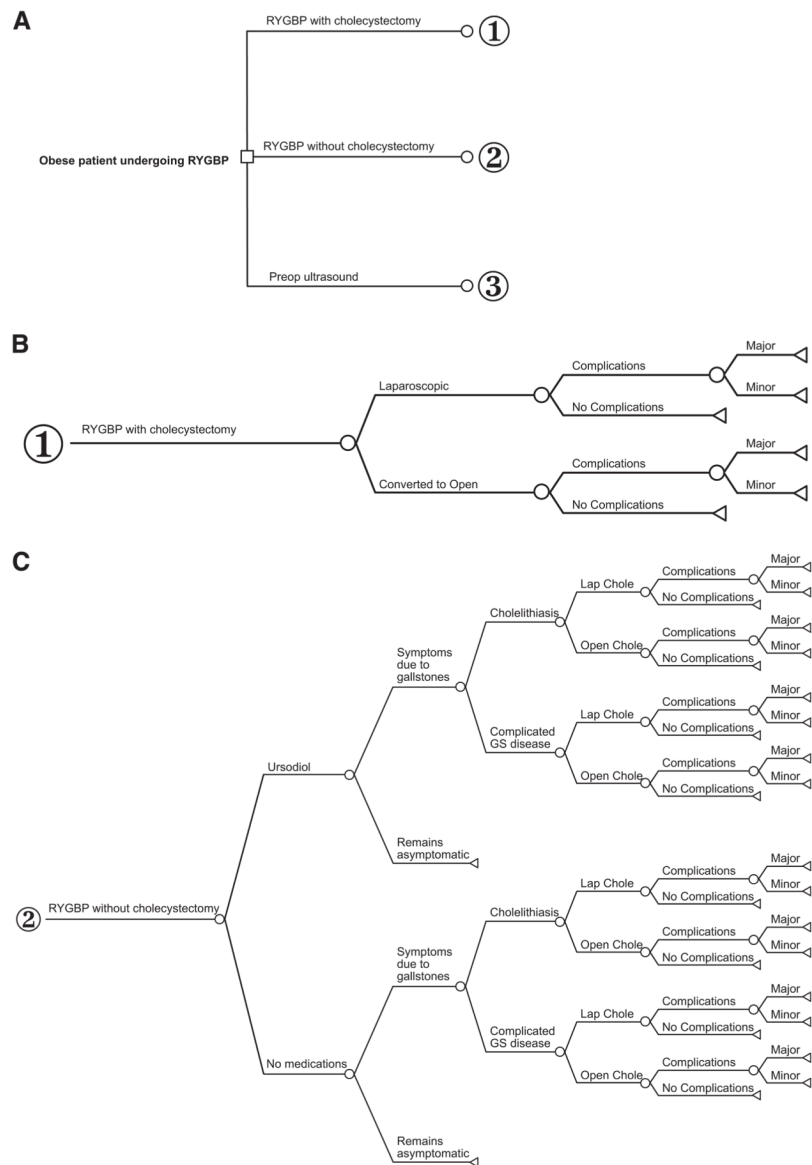 A
RYGBP with cholecystectomy
1
Obese patient undergoing RYGBP
RYGBP without cholecystectomy
2
Preop ultrasound
3
B
1
RYGBP with cholecystectomy
Laparoscopic
Complications
Major
Minor
No Complications
Converted to Open
Complications
Major
Minor
No Complications
C
2
RYGBP without cholecystectomy
Ursodiol
Symptoms
due to
gallstones
Cholelithiasis
Lap Chole
Complications
Major
Minor
No Complications
Open Chole
Complications
Major
Minor
No Complications
Complicated
GS disease
Lap Chole
Complications
Major
Minor
No Complications
Open Chole
Complications
Major
Minor
No Complications
Remains
asymptomatic
No medications
Symptoms
due to
gallstones
Cholelithiasis
Lap Chole
Complications
Major
Minor
No Complications
Open Chole
Complications
Major
Minor
No Complications
Complicated
GS disease
Lap Chole
Complications
Major
Minor
No Complications
Open Chole
Complications
Major
Minor
No Complications
Remains
asymptomatic